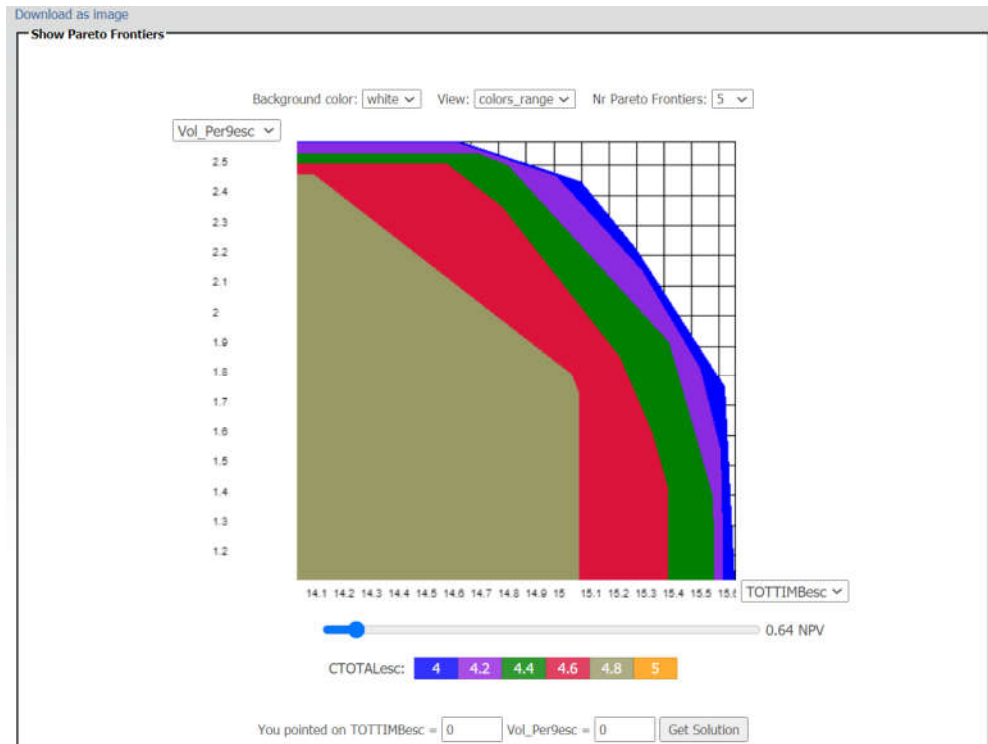 Download as image
Show Pareto Frontiers
Background color: white View: colors_range Nr Pareto Frontiers: 5
Vol_Per9esc
2.5
2.4
2.3
2.2
2.1
2
1.9
1.8
1.7
1.6
1.5
1.4
1.3
1.2
14.1 14.2 14.3 14.4 14.5 14.6 14.7 14.8 14.9 15 15.1 15.2 15.3 15.4 15.5 15.6 TOTTIMBesc
0.64 NPV
CTOTALesc: 4 4.2 4.4 4.6 4.8 5
You pointed on TOTTIMBesc = 0 Vol_Per9esc = 0 Get Solution